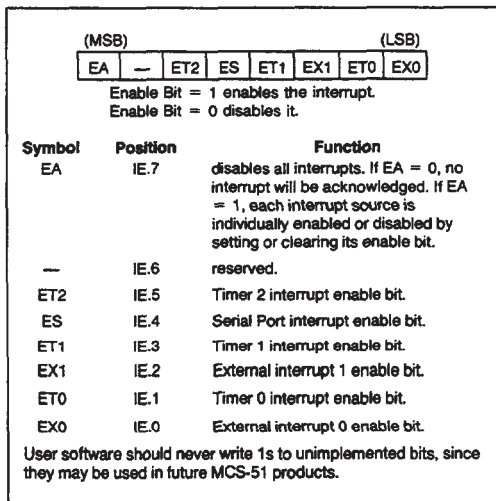 (MSB) (LSB)
EA — ET2 ES ET1 EX1 ET0 EX0
Enable Bit = 1 enables the interrupt.
Enable Bit = 0 disables it.
Symbol Position Function
EA IE.7 disables all interrupts. If EA = 0, no
interrupt will be acknowledged. If EA
= 1, each interrupt source is
individually enabled or disabled by
setting or clearing its enable bit.
— IE.6 reserved.
ET2 IE.5 Timer 2 interrupt enable bit.
ES IE.4 Serial Port interrupt enable bit.
ET1 IE.3 Timer 1 interrupt enable bit.
EX1 IE.2 External interrupt 1 enable bit.
ET0 IE.1 Timer 0 interrupt enable bit.
EX0 IE.0 External interrupt 0 enable bit.
User software should never write 1s to unimplemented bits, since
they may be used in future MCS-51 products.